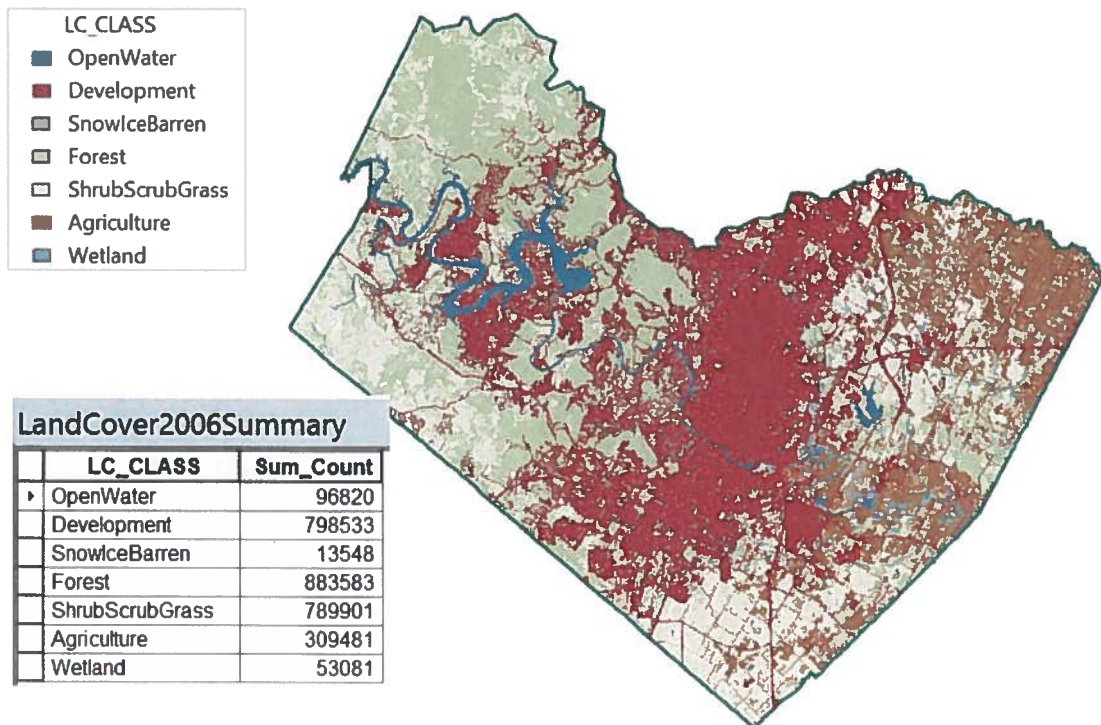 LC_CLASS
OpenWater
Development
SnowIceBarren
Forest
ShrubScrubGrass
Agriculture
Wetland
LandCover2006Summary
LC_CLASS Sum_Count
OpenWater 96820
Development 798533
SnowIceBarren 13548
Forest 883583
ShrubScrubGrass 789901
Agriculture 309481
Wetland 53081